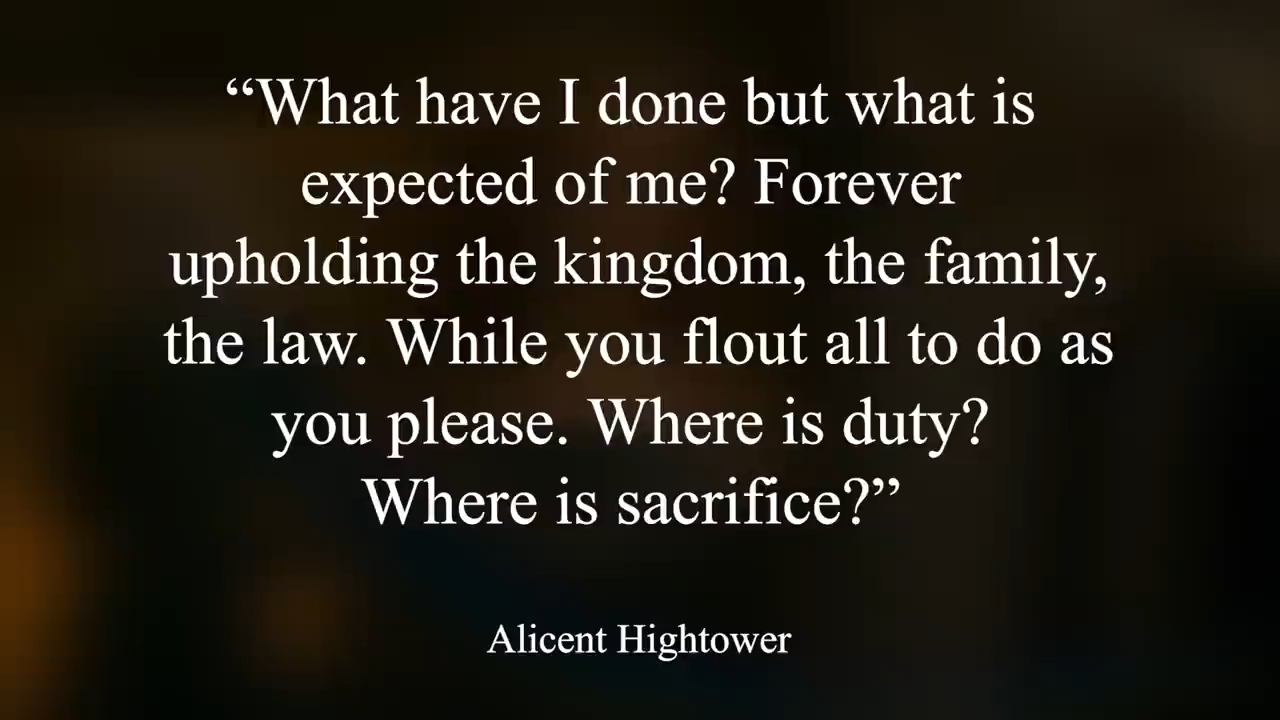 “What have I done but what is
expected of me? Forever
upholding the kingdom, the family,
the law. While you flout all to do as
you please. Where is duty?
Where is sacrifice?”
Alicent Hightower